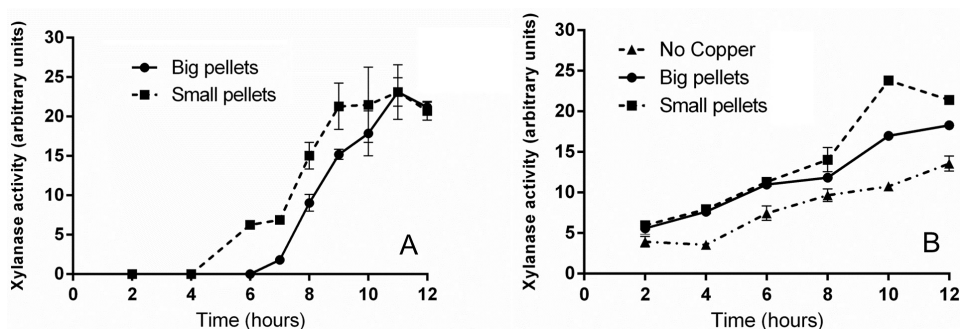 Xylanase activity (arbitrary units)
30
25
20
15
10
5
0
Big pellets
Small pellets
A
0 2 4 6 8 10 12
Time (hours)
Xylanase activity (arbitrary units)
30
25
20
15
10
5
0
No Copper
Big pellets
Small pellets
B
0 2 4 6 8 10 12
Time (hours)